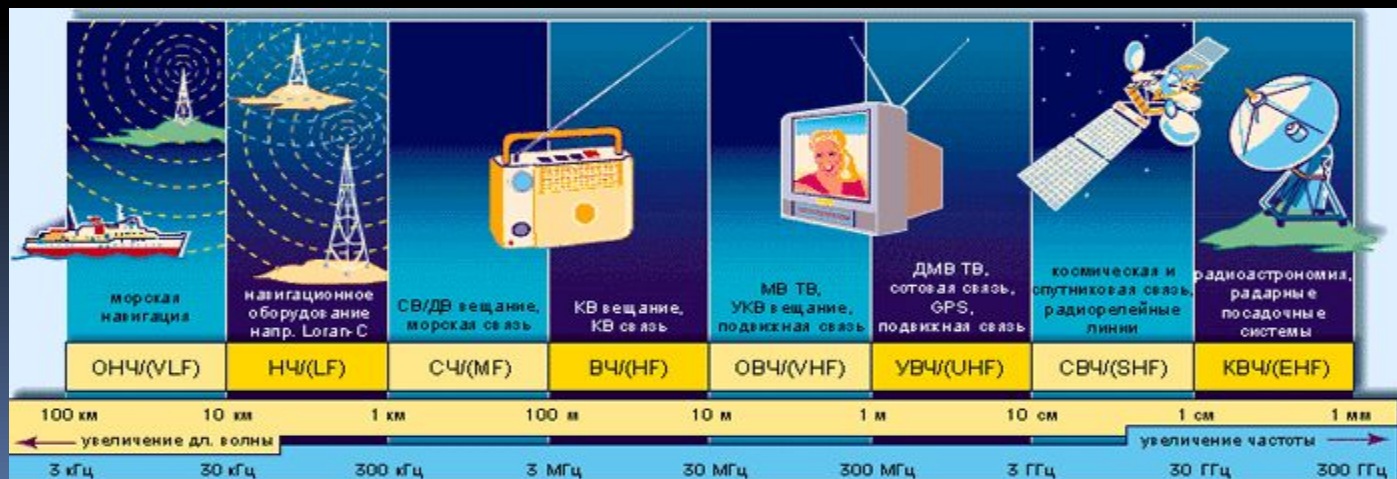 морская
навигация
навигационное
оборудование
напр. Loran-C
СВ/ДВ вещание,
морская связь
КВ вещание,
КВ связь
МВ ТВ,
УКВ вещание,
подвижная связь
ДМВ ТВ,
сотовая связь,
GPS,
подвижная связь
космическая и
спутниковая связь,
радиорелейные
линии
радиоастрономия,
радарные
посадочные
системы
ОНЧ/(VLF) НЧ/(LF) СЧ/(MF) ВЧ/(HF) ОВЧ/(VHF) УВЧ/(UHF) СВЧ/(SHF) КВЧ/(EHF)
100 км 10 км 1 км 100 м 10 м 1 м 10 см 1 см 1 мм
увеличение дл. волны увеличение частоты
3 кГц 30 кГц 300 кГц 3 МГц 30 МГц 300 МГц 3 ГГц 30 ГГц 300 ГГц